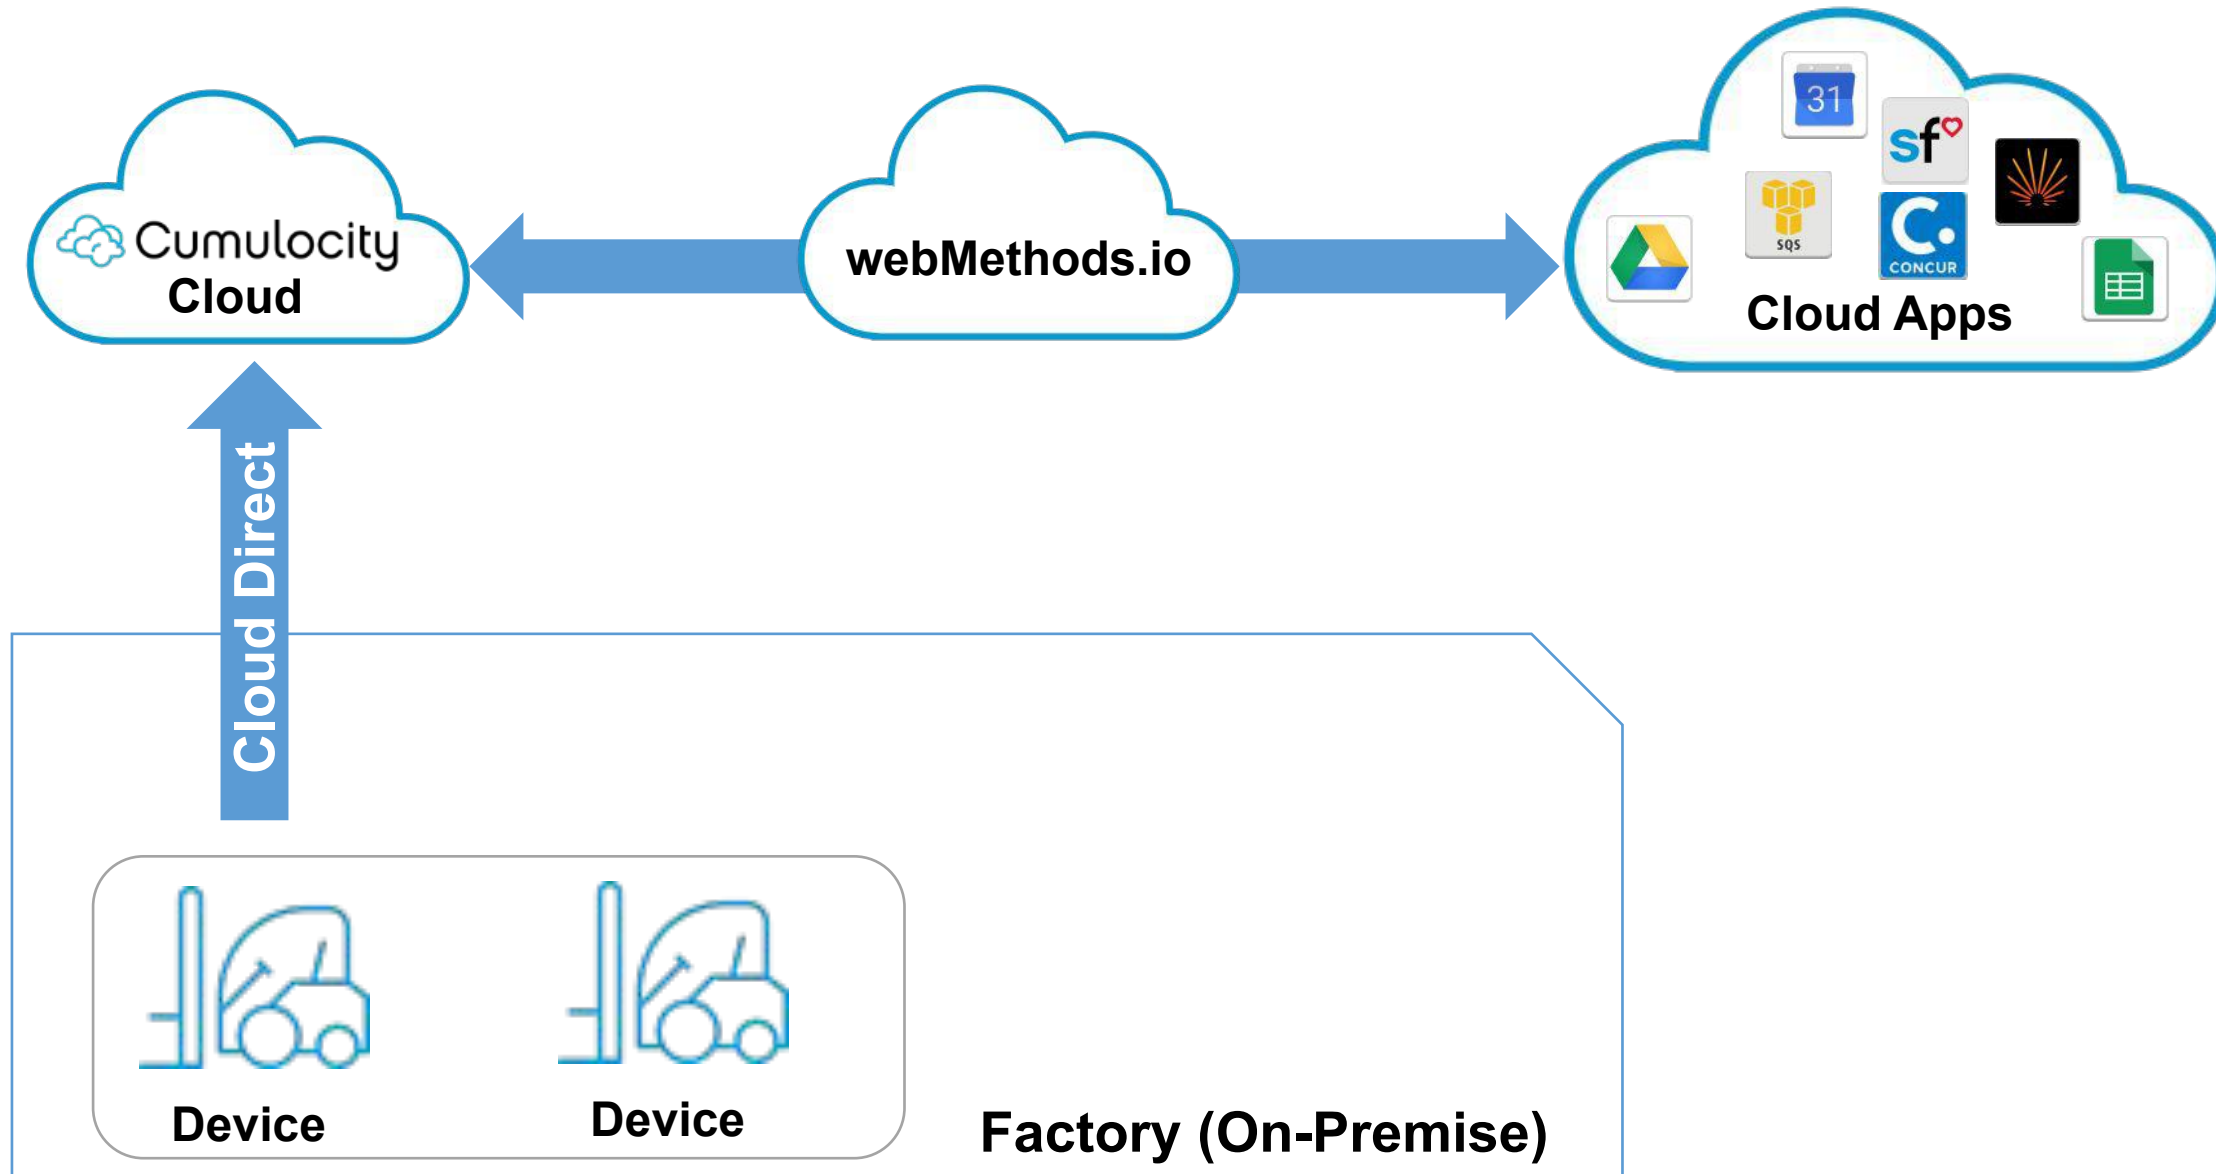 Cumulocity
Cloud
webMethods.io
31
sf
SQS
C.
CONCUR
Cloud Apps
Cloud Direct
Device
Device
Factory (On-Premise)